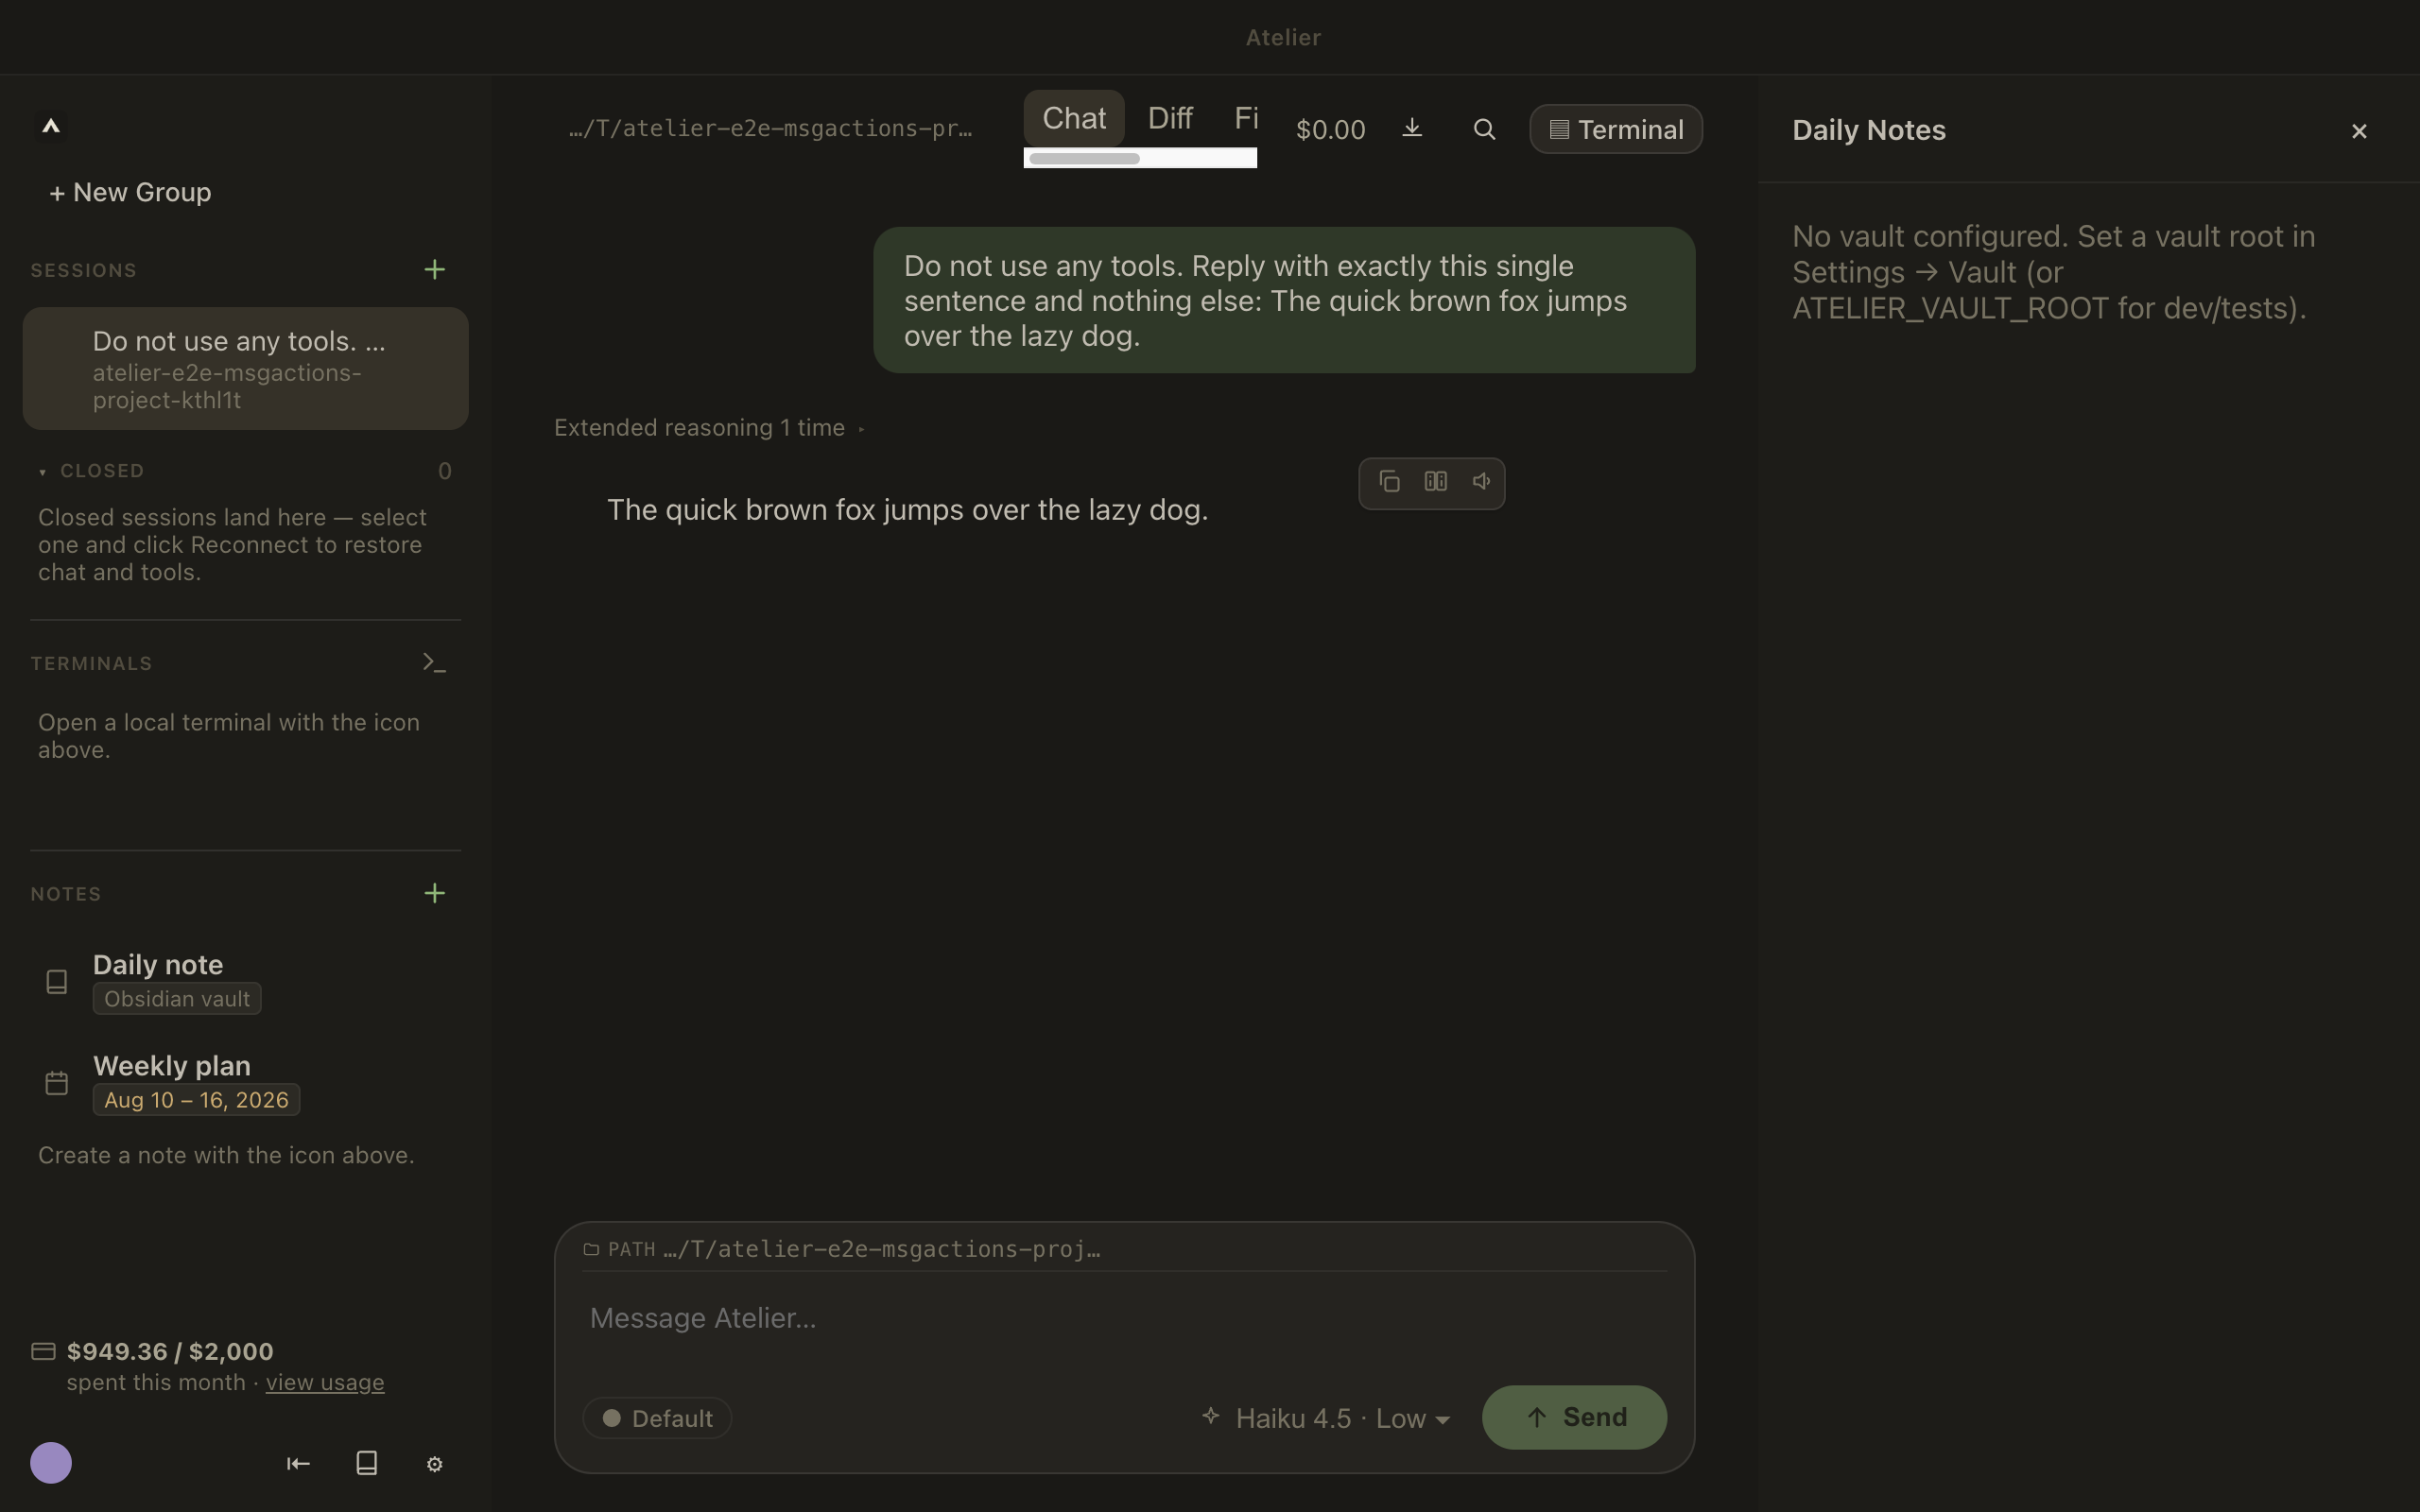 Atelier
+ New Group
SESSIONS
Do not use any tools. ...
atelier-e2e-msgactions-
project-kthl1t
CLOSED 0
Closed sessions land here — select
one and click Reconnect to restore
chat and tools.
TERMINALS
Open a local terminal with the icon
above.
NOTES
Daily note
Obsidian vault
Weekly plan
Aug 10 – 16, 2026
Create a note with the icon above.
$949.36 / $2,000
spent this month · view usage
…/T/atelier-e2e-msgactions-pr… Chat Diff Fi $0.00 Terminal
Do not use any tools. Reply with exactly this single
sentence and nothing else: The quick brown fox jumps
over the lazy dog.
Extended reasoning 1 time
The quick brown fox jumps over the lazy dog.
PATH …/T/atelier-e2e-msgactions-proj…
Message Atelier...
Default Haiku 4.5 · Low Send
Daily Notes
No vault configured. Set a vault root in
Settings → Vault (or
ATELIER_VAULT_ROOT for dev/tests).